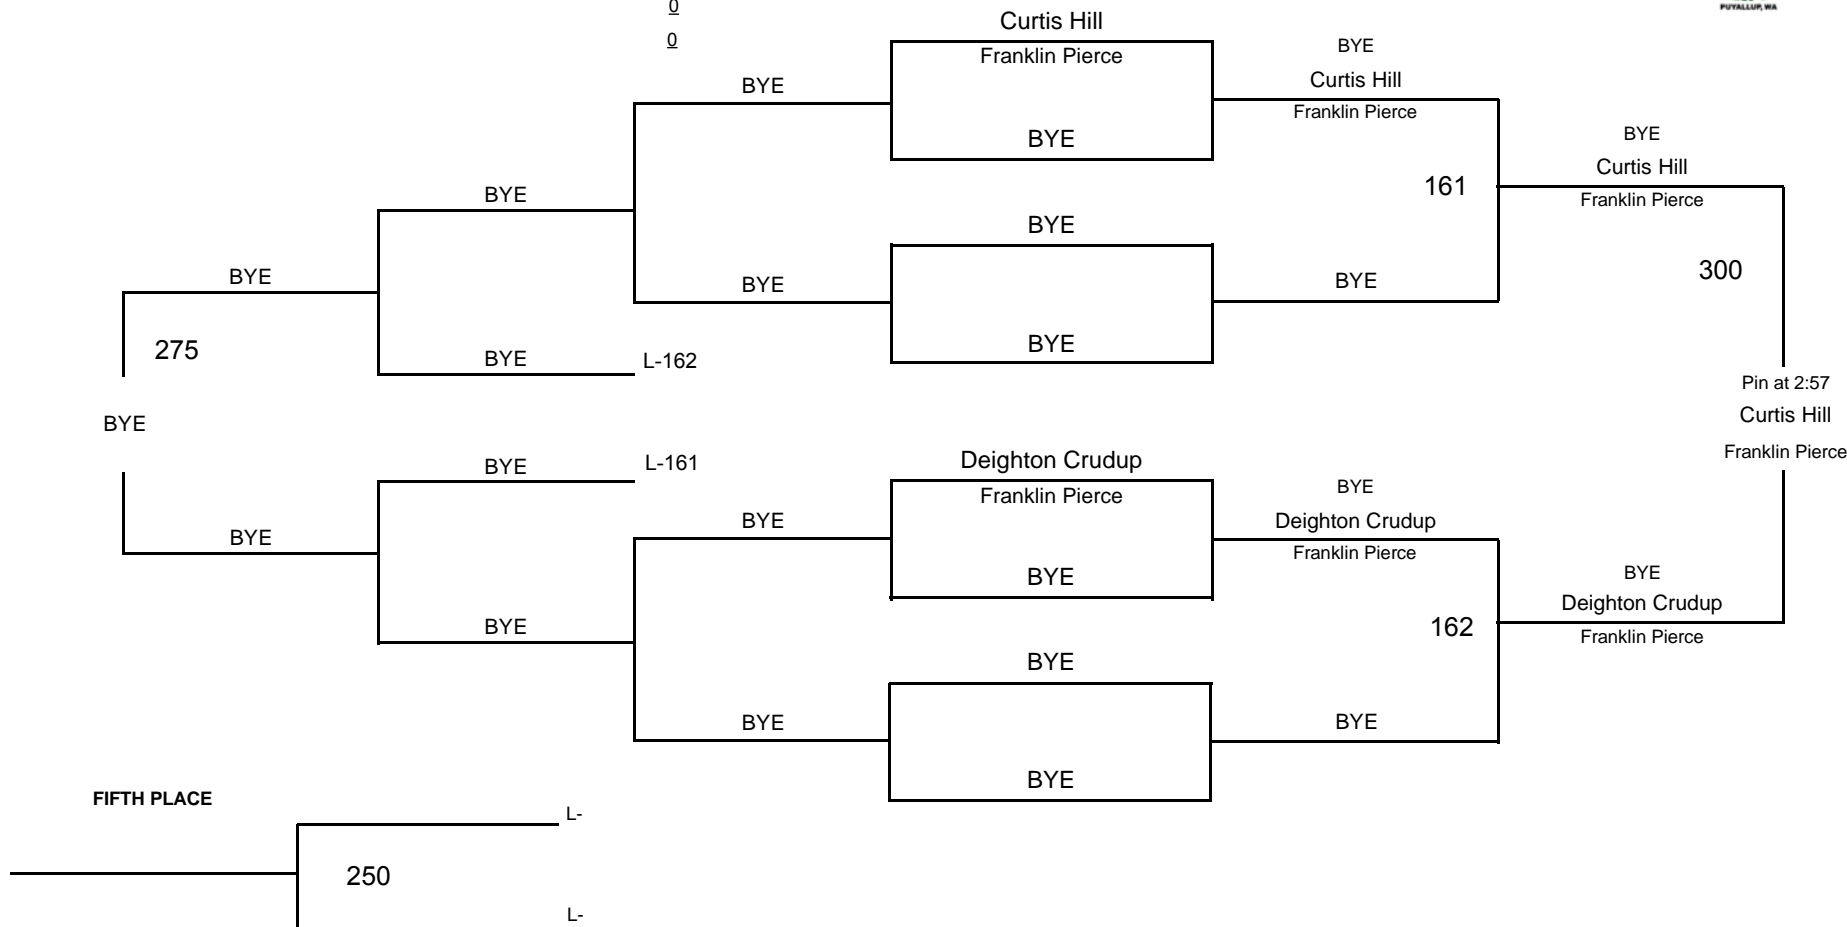 0
PUYALLUP, WA
Curtis Hill
0
BYE
Franklin Pierce
Curtis Hill
BYE
Franklin Pierce
BYE
BYE
Curtis Hill
161
BYE
Franklin Pierce
BYE
300
BYE
BYE
BYE
275
BYE
BYE
L-162
Pin at 2:57
Curtis Hill
BYE
Franklin Pierce
Deighton Crudup
L-161
BYE
BYE
Franklin Pierce
BYE
Deighton Crudup
BYE
Franklin Pierce
BYE
BYE
Deighton Crudup
BYE
162
Franklin Pierce
BYE
BYE
BYE
BYE
FIFTH PLACE
L-
250
L-